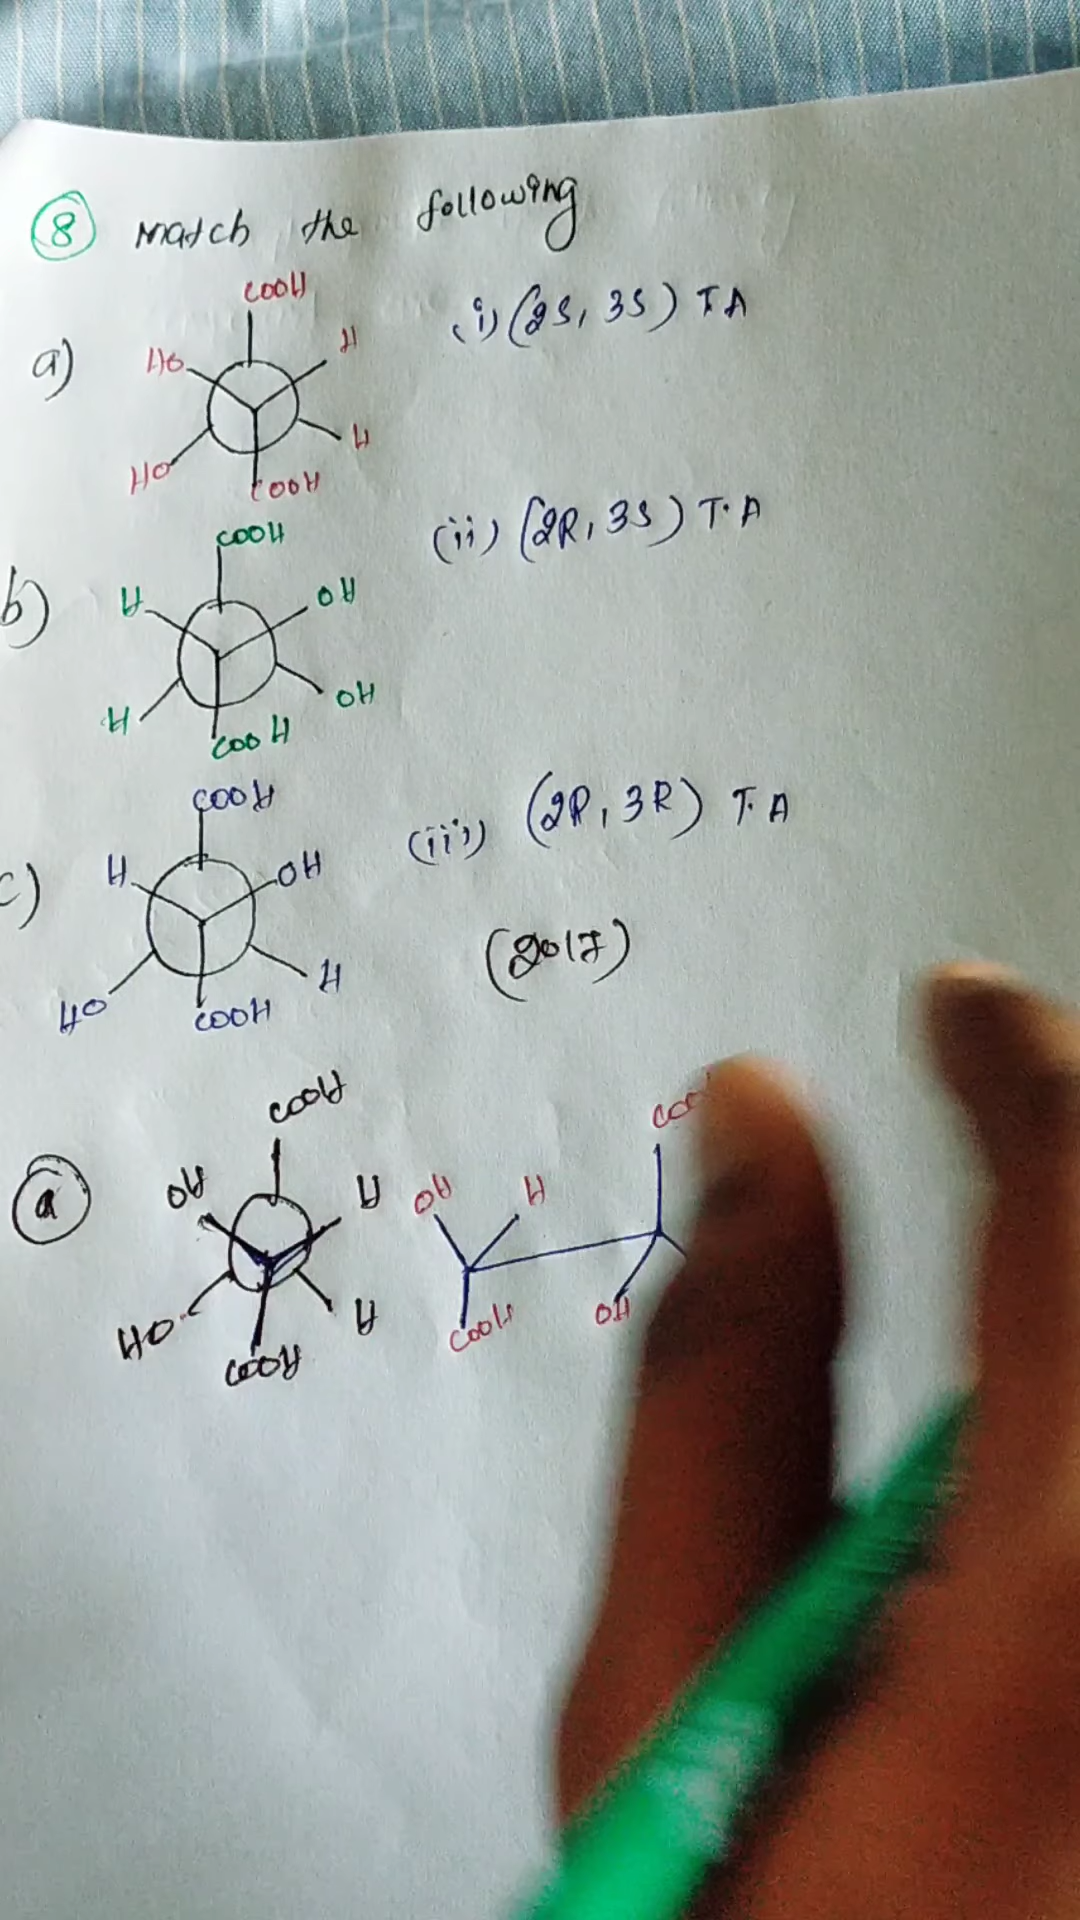 8 Match the following
COOH
a) HO H (i) (2S, 3S) T A
HO H
COOH
COOH (ii) (2R, 3S) T.A
b) H OH
H OH
COOH
COOH (iii) (2R, 3R) T.A
c) H OH
(2017)
HO H
COOH
COOH
a OH H OH H
HO H COOH OH
COOH